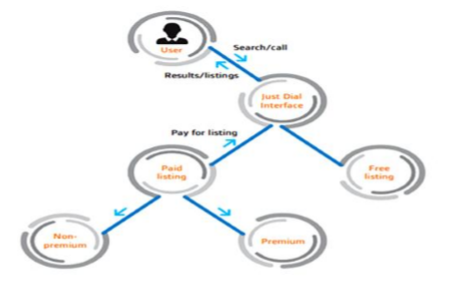 User
Search/call
Results/listings
Just Dial
Interface
Pay for listing
Paid
listing
Free
listing
Non-
premium
Premium